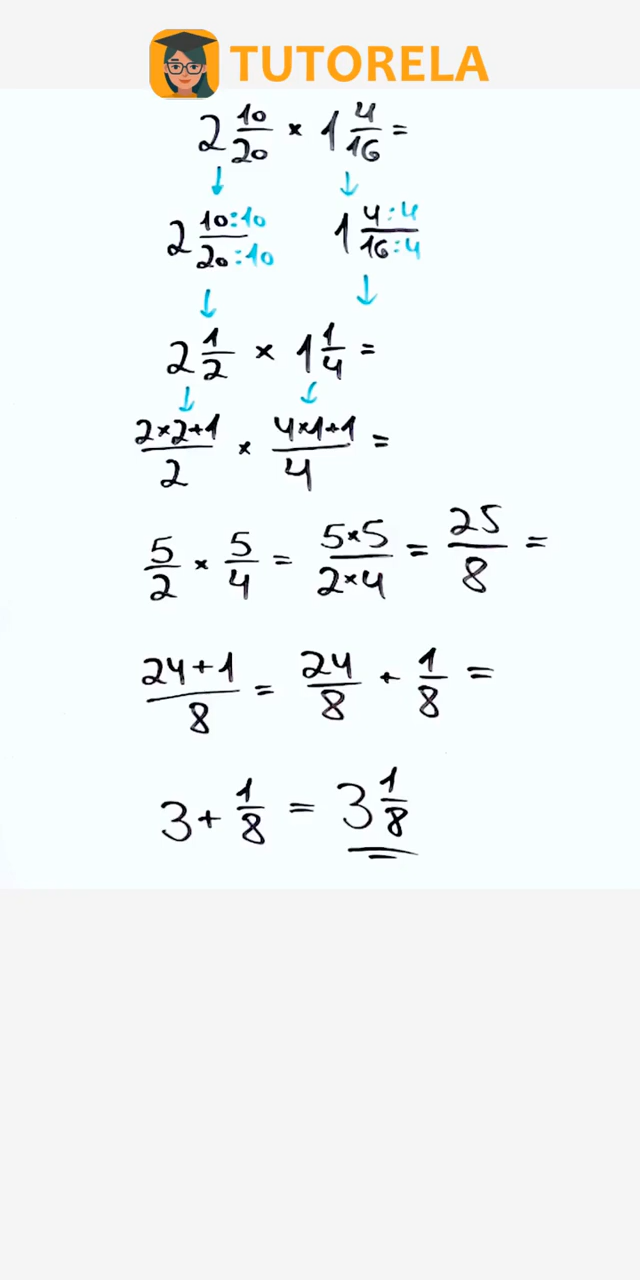 TUTORELA
2 10/20 × 1 4/16 =
↓ ↓
2 10:10/20:10 1 4:4/16:4
↓ ↓
2 1/2 × 1 1/4 =
↓ ↓
2×2+1/2 × 4×1+1/4 =
5/2 × 5/4 = 5×5/2×4 = 25/8 =
24+1/8 = 24/8 + 1/8 =
3 + 1/8 = 3 1/8